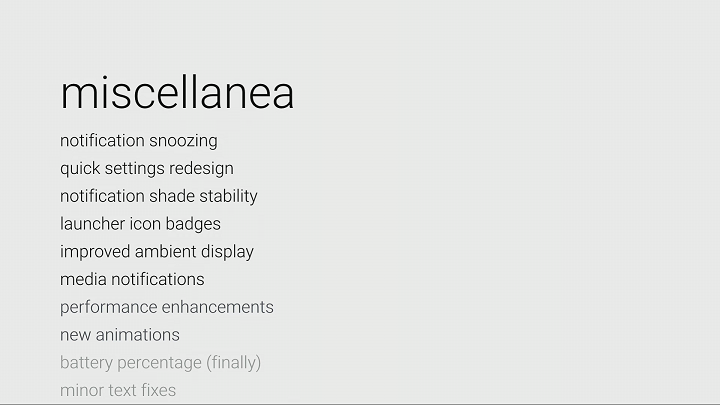 miscellanea
notification snoozing
quick settings redesign
notification shade stability
launcher icon badges
improved ambient display
media notifications
performance enhancements
new animations
battery percentage (finally)
minor text fixes